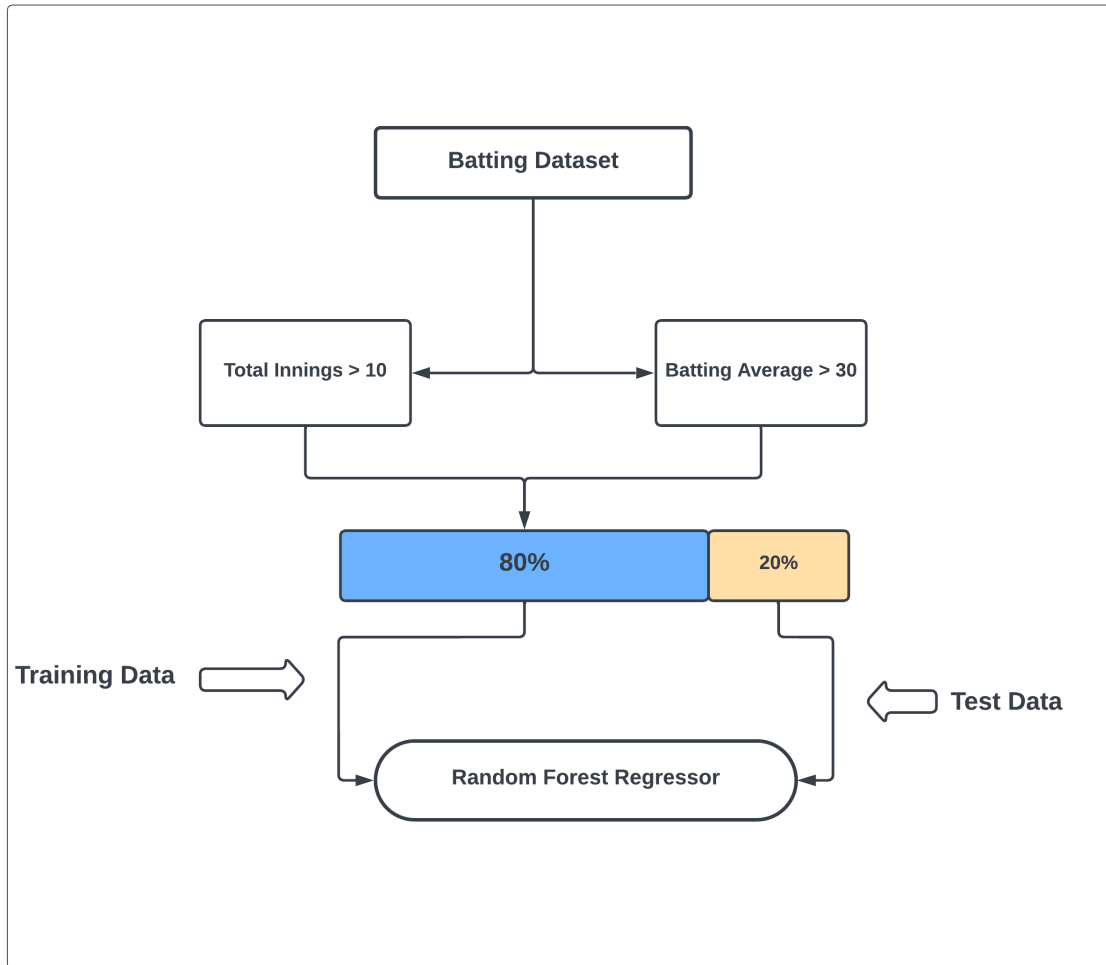 Batting Dataset
Total Innings > 10
Batting Average > 30
80%
20%
Training Data
Test Data
Random Forest Regressor